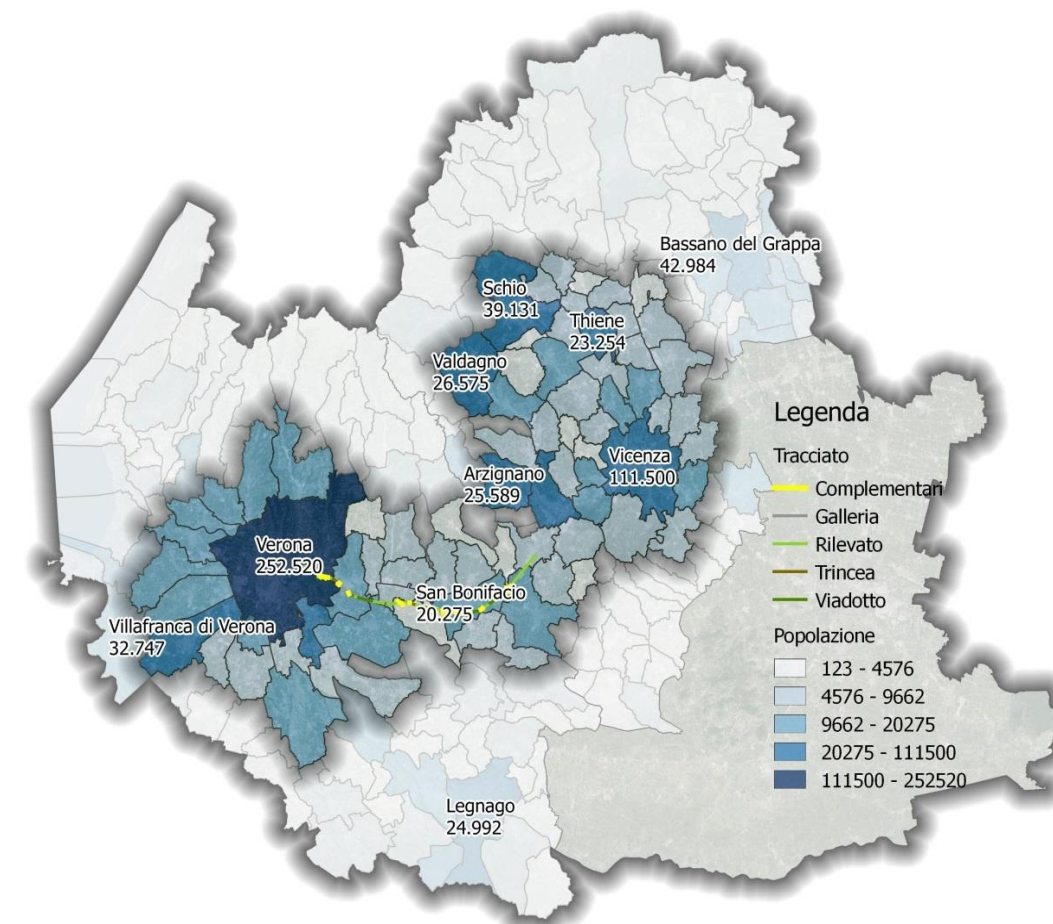 Bassano del Grappa
42.984
Schio
39.131
Thiene
23.254
Valdagno
26.575
Arzignano
25.589
Vicenza
111.500
Verona
252.520
San Bonifacio
20.275
Villafranca di Verona
32.747
Legnago
24.992
Legenda
Tracciato
Complementari
Galleria
Rilevato
Trincea
Viadotto
Popolazione
123 - 4576
4576 - 9662
9662 - 20275
20275 - 111500
111500 - 252520